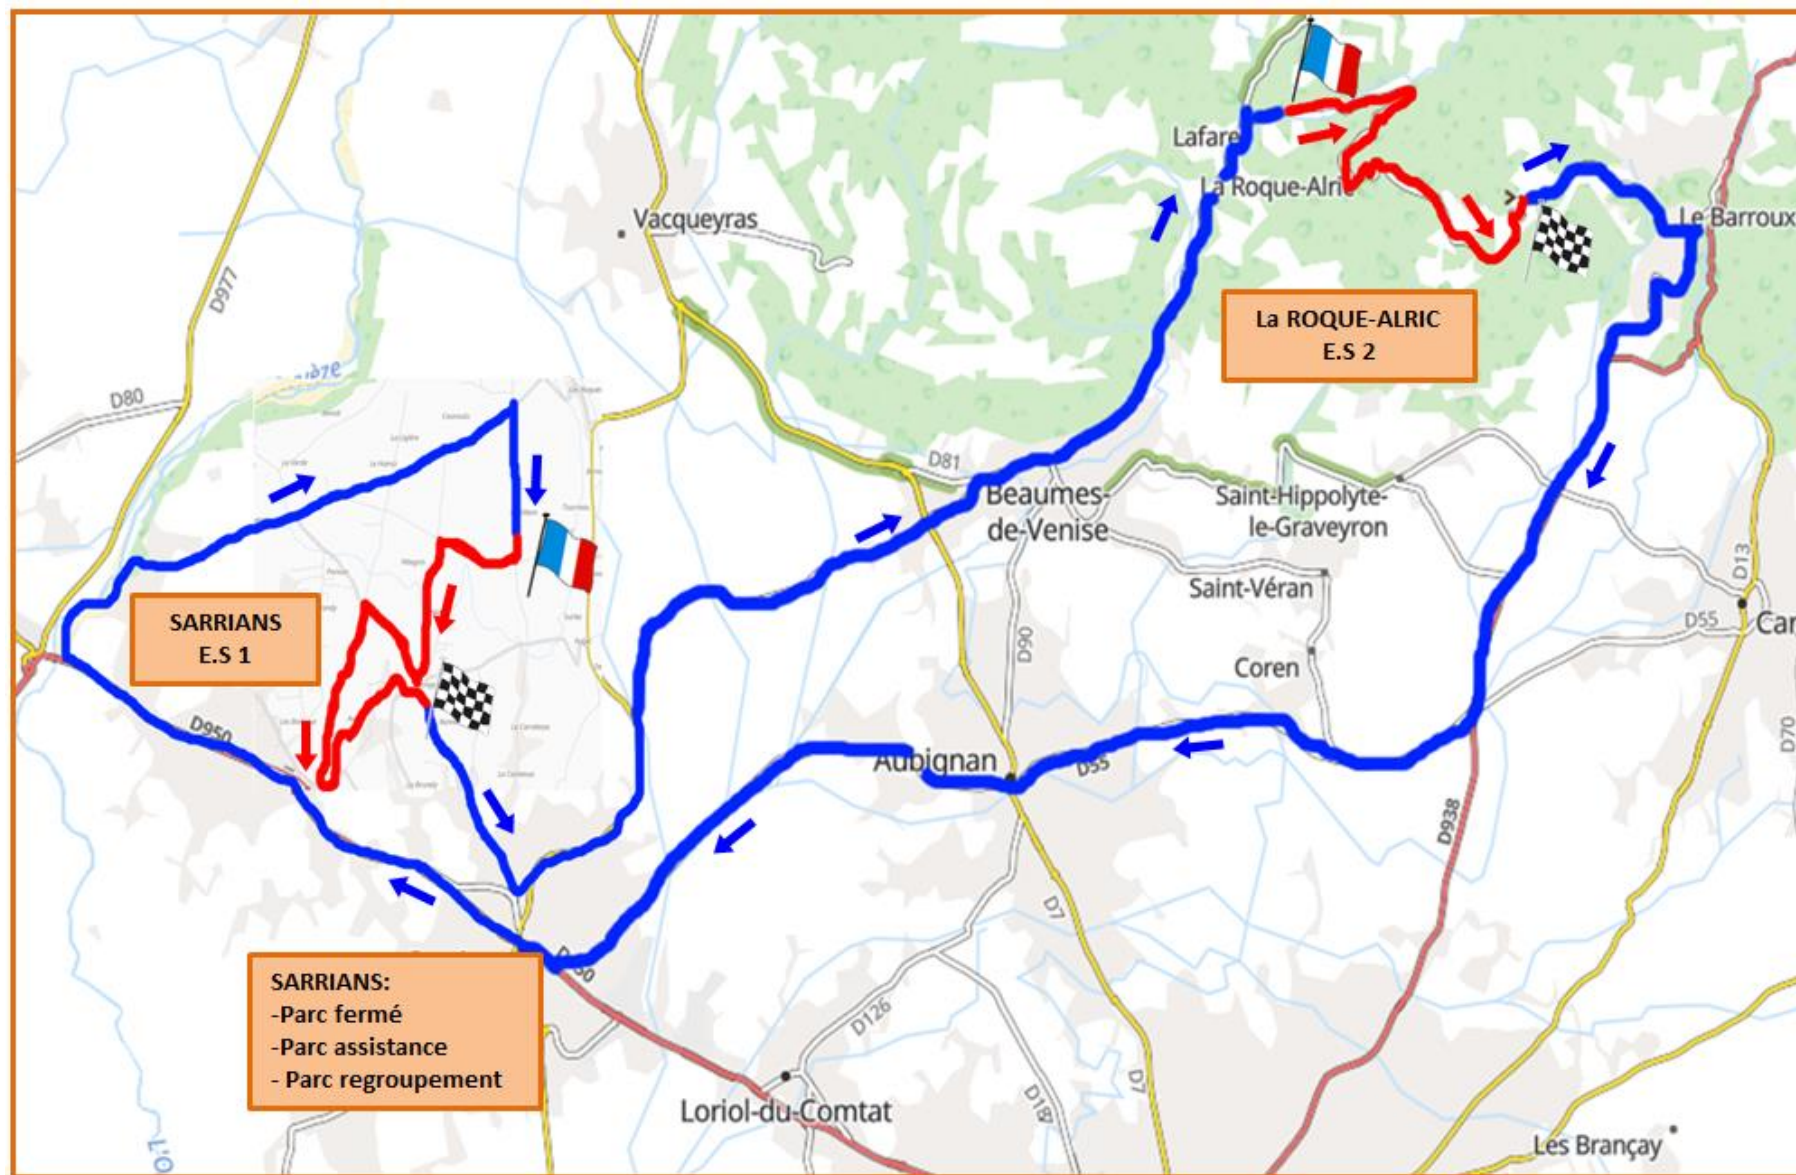 Lafare
La Roque-Alric
Vacqueyras
Le Barroux
D977
La ROQUE-ALRIC
E.S 2
D80
D81
Beaumes-
de-Venise
Saint-Hippolyte-
le-Graveyron
D13
SARRIANS
E.S 1
Saint-Véran
D90
D55
Car
Coren
D950
D70
Aubignan
D55
D938
D7
SARRIANS:
-Parc fermé
-Parc assistance
- Parc regroupement
D126
D7
D187
Loriol-du-Comtat
Les Brançay
L'O